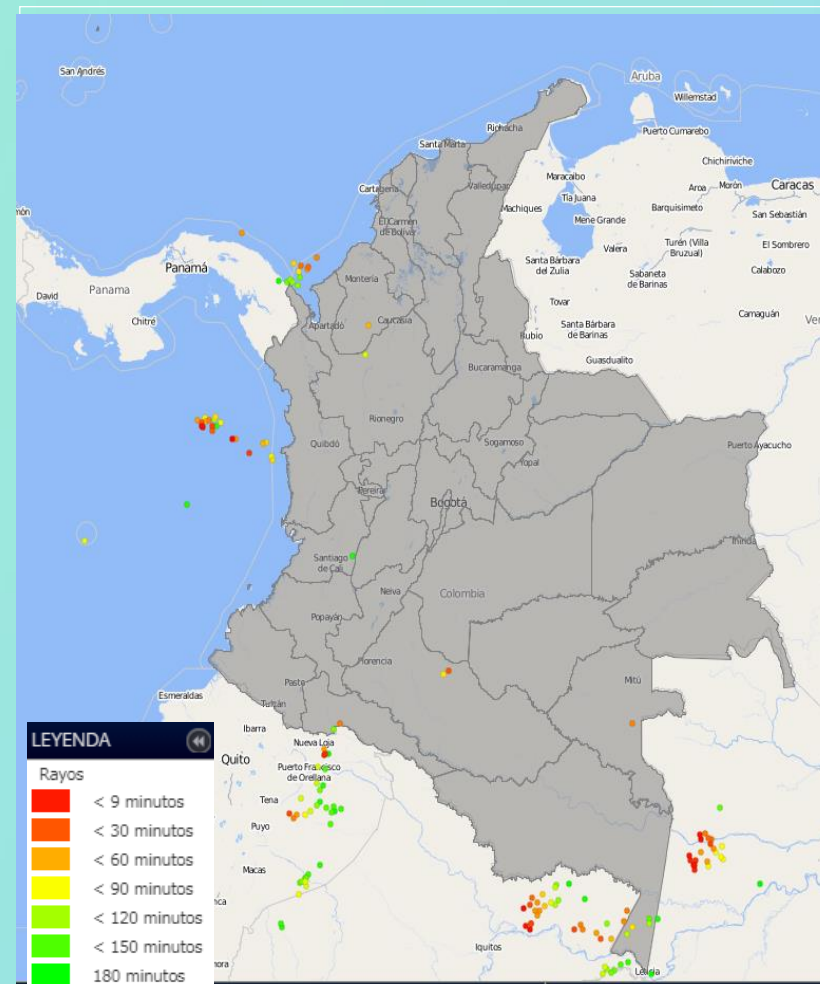 San Andrés
Aruba
Willemstad
Riohacha
Puerto Cumarebo
Santa Marta
Chichiriviche
Maracaibo
Cartagena
Valledupar
Aroa
Morón
Caracas
Tía Juana
Machiques
Barquisimeto
San Sebastián
El Carmen
de Bolívar
Mene Grande
Turén (Villa
Bruzual)
El Sombrero
Valera
Panamá
Santa Bárbara
del Zulia
Calabozo
Montería
Sabaneta
de Barinas
Panama
David
Tovar
Camaguán
Chitré
Caucasia
Apartadó
Santa Bárbara
de Barinas
Rubio
Guasdualito
Bucaramanga
Rionegro
Quibdó
Sogamoso
Puerto Ayacucho
Yopal
Pereira
Bogotá
Inírida
Santiago
de Cali
Neiva
Colombia
Popayán
Florencia
Mitú
Pasto
Esmeraldas
Tulcán
Ibarra
Nueva Loja
Quito
Puerto Francisco
de Orellana
Tena
Puyo
Macas
Iquitos
Leticia
LEYENDA
Rayos
< 9 minutos
< 30 minutos
< 60 minutos
< 90 minutos
< 120 minutos
< 150 minutos
180 minutos